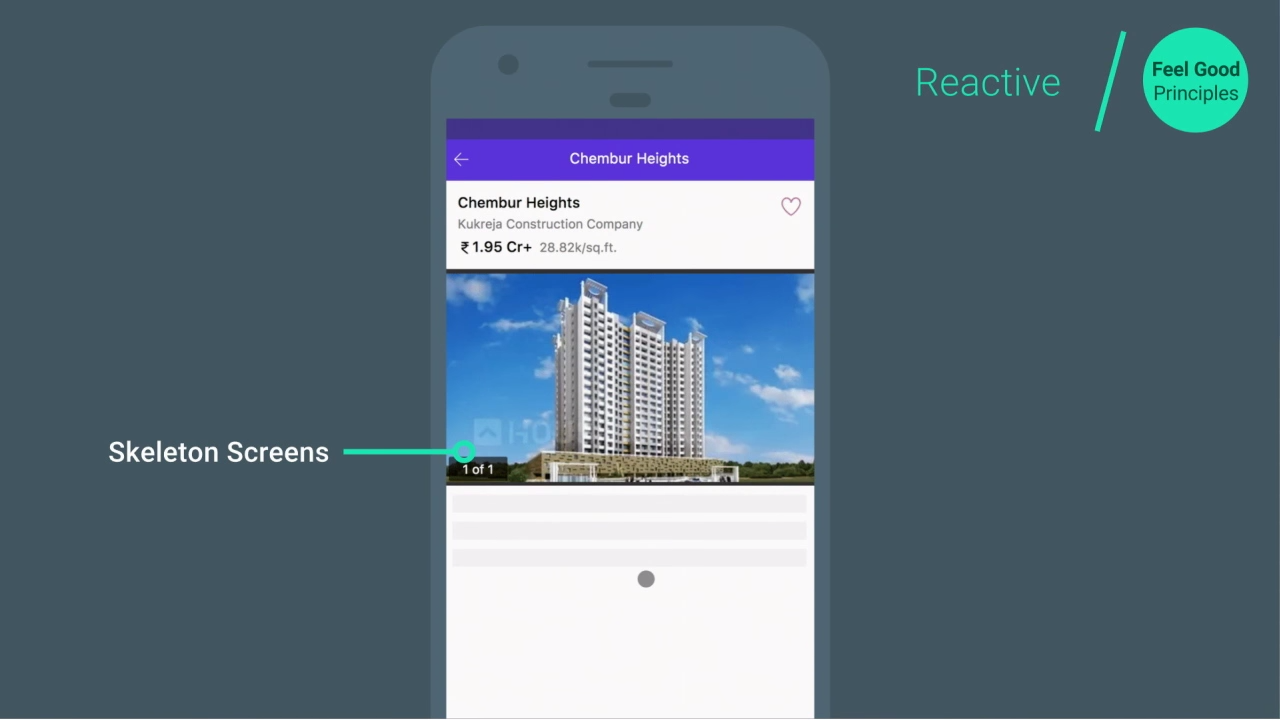 Reactive
Feel Good
Principles
Chembur Heights
Chembur Heights
Kukreja Construction Company
₹ 1.95 Cr+ 28.82k/sq.ft.
Skeleton Screens
1 of 1